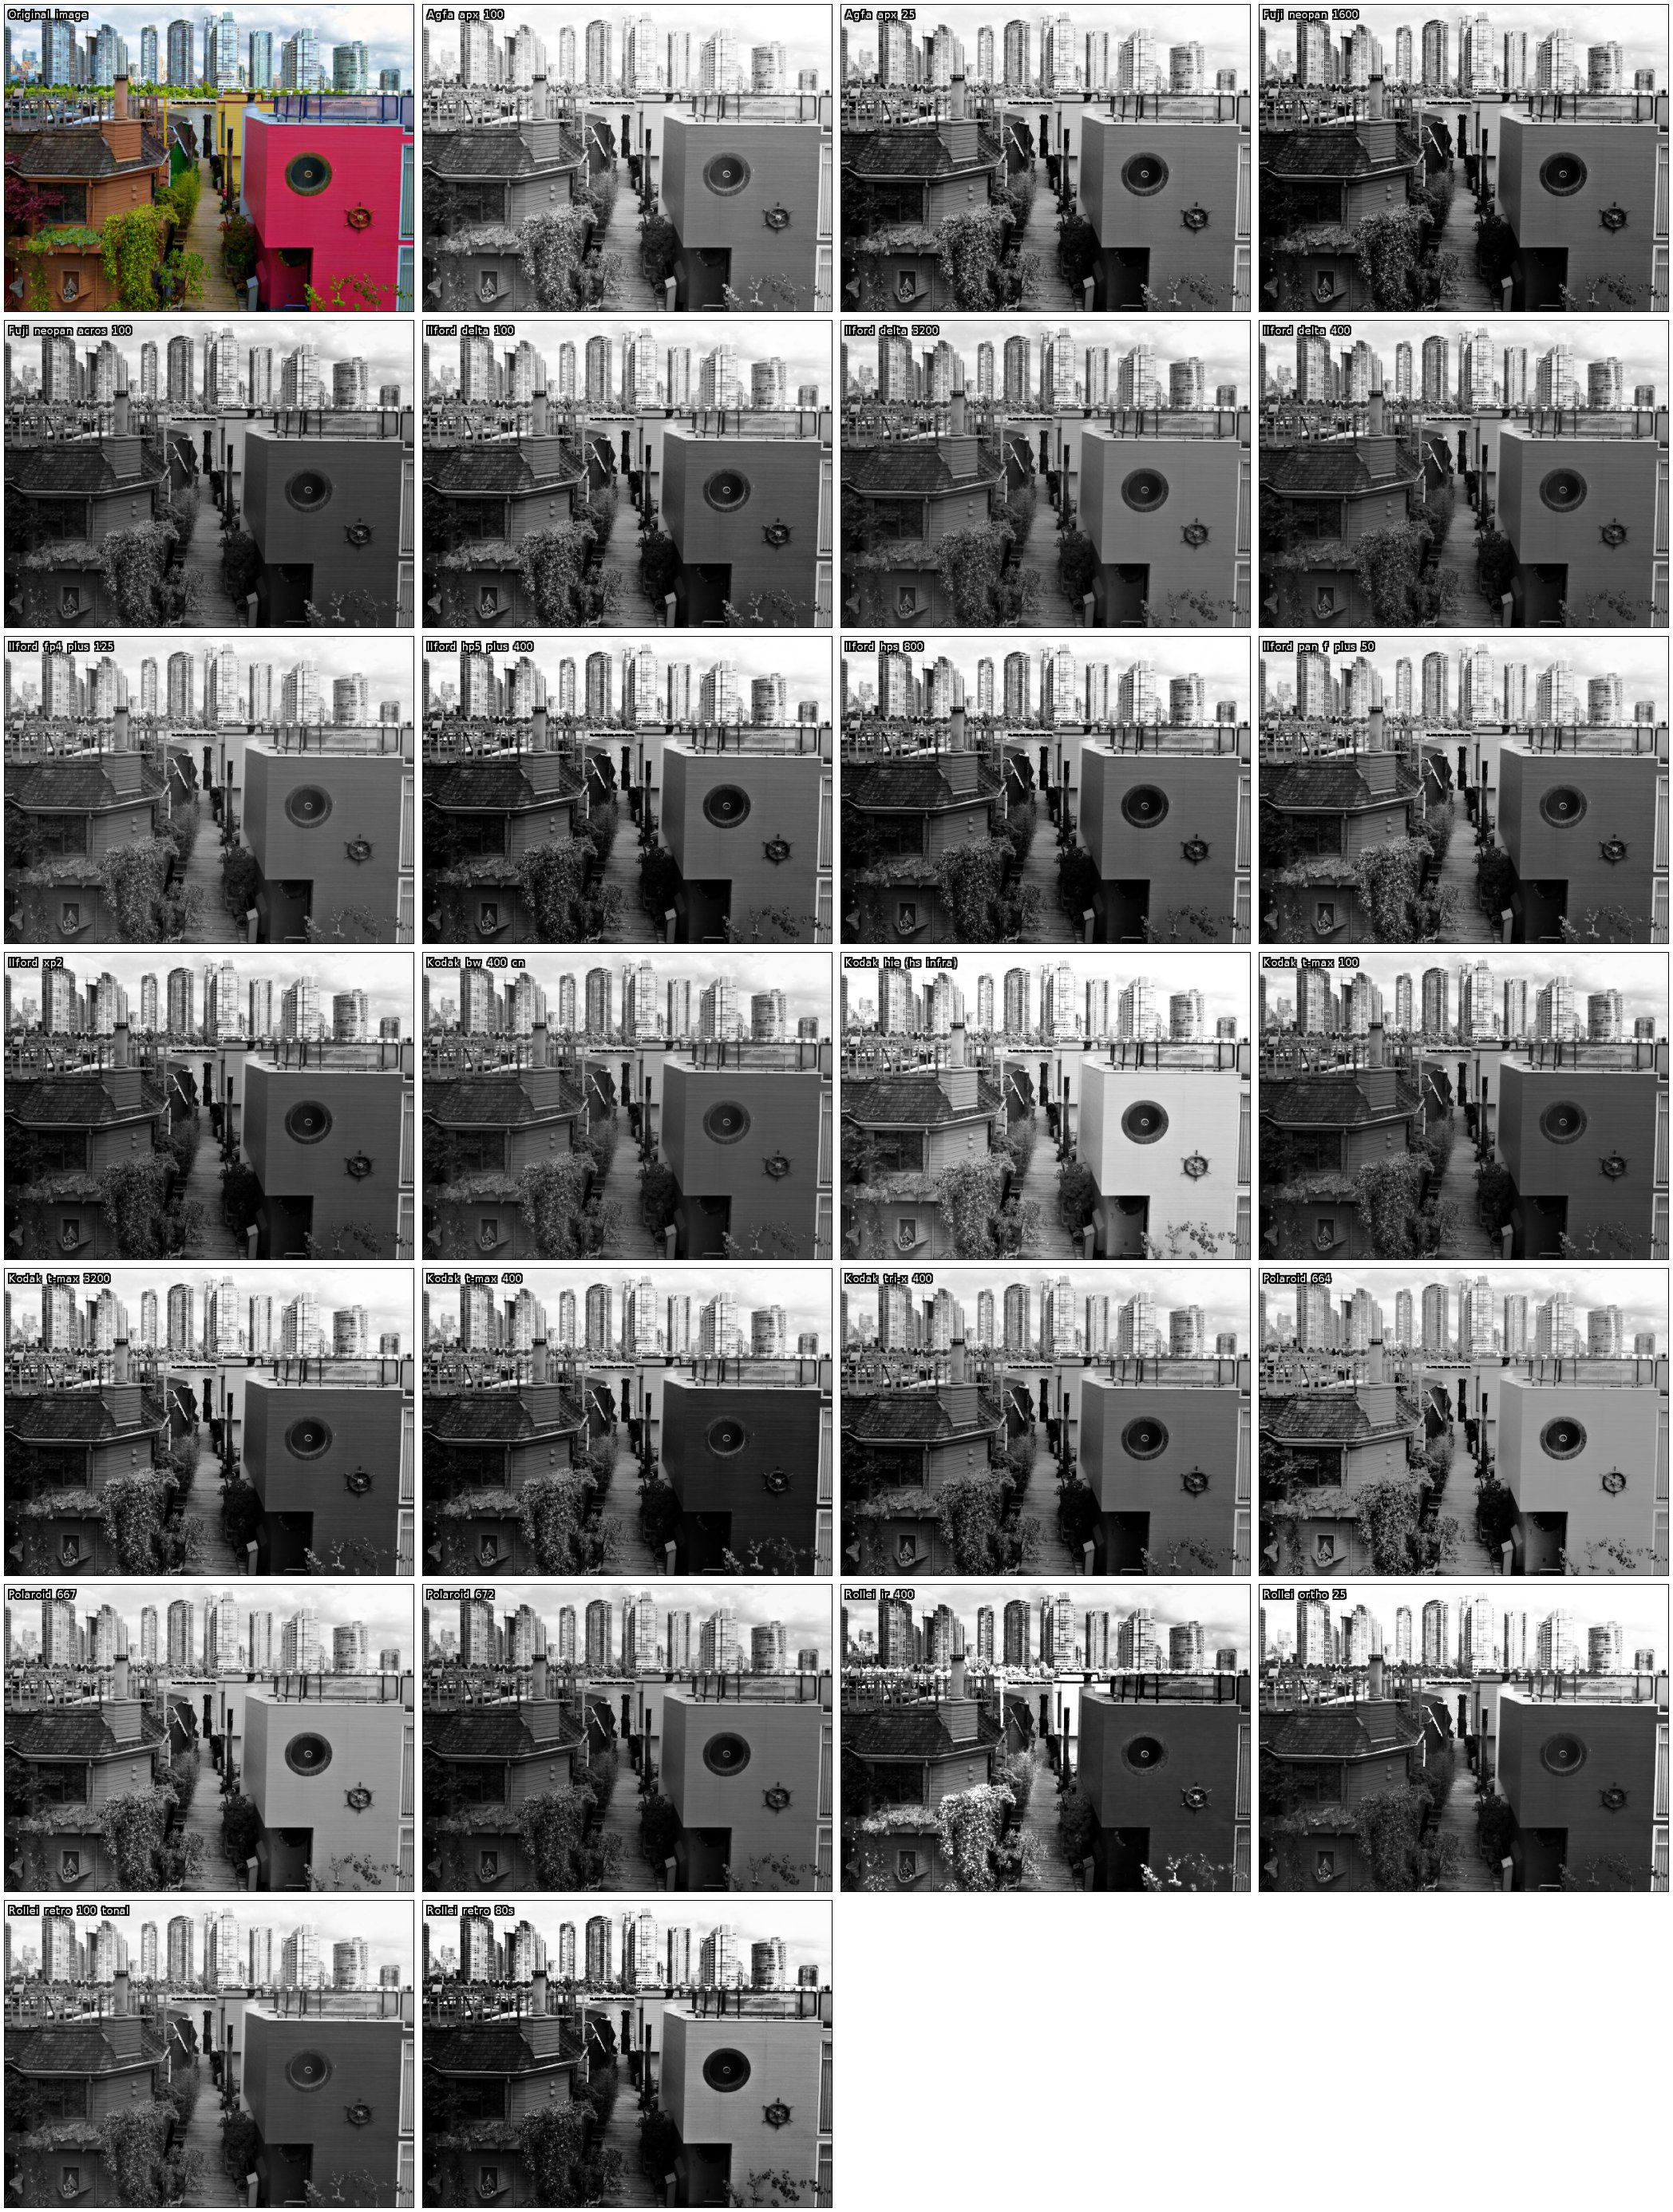 Original image
Agfa apx 100
Agfa apx 25
Fuji neopan 1600
Fuji neopan acros 100
Ilford delta 100
Ilford delta 3200
Ilford delta 400
Ilford fp4 plus 125
Ilford hp5 plus 400
Ilford hps 800
Ilford pan f plus 50
Ilford xp2
Kodak bw 400 cn
Kodak hie (hs infra)
Kodak t-max 100
Kodak t-max 3200
Kodak t-max 400
Kodak tri-x 400
Polaroid 664
Polaroid 667
Polaroid 672
Rollei ir 400
Rollei ortho 25
Rollei retro 100 tonal
Rollei retro 80s